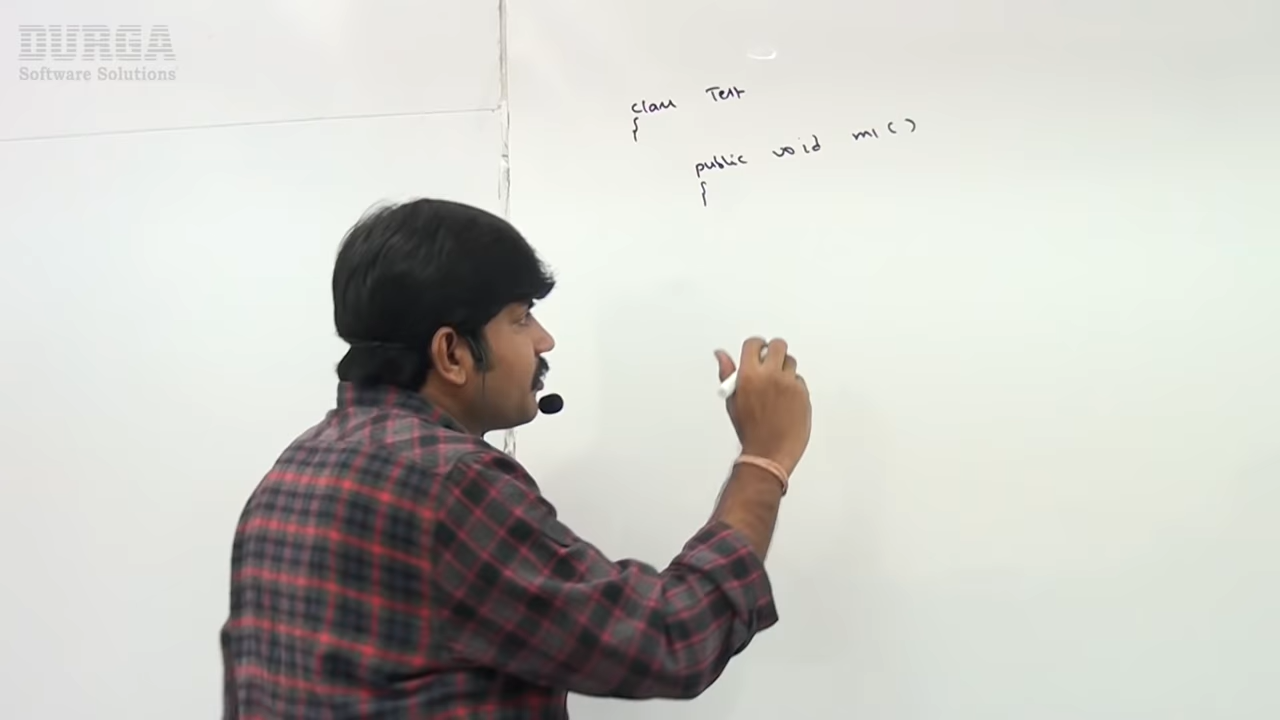 DURGA
Software Solutions
class Test
{
public void m1()
{